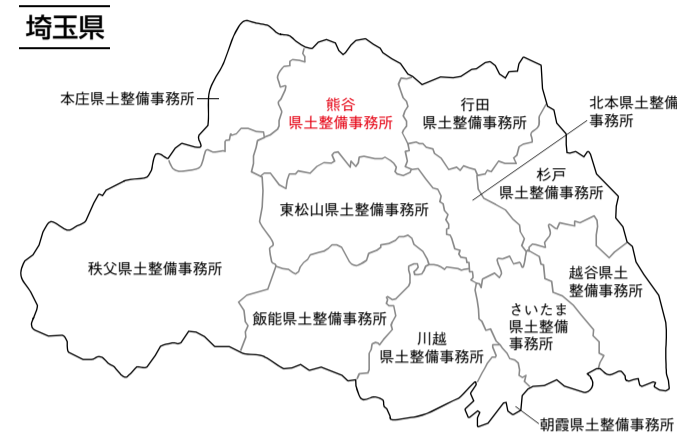 埼玉県
本庄県土整備事務所
熊谷
県土整備事務所
行田
県土整備事務所
北本県土整備
事務所
杉戸
県土整備事務所
東松山県土整備事務所
秩父県土整備事務所
越谷県土
整備事務所
飯能県土整備事務所
さいたま
県土整備
事務所
川越
県土整備事務所
朝霞県土整備事務所